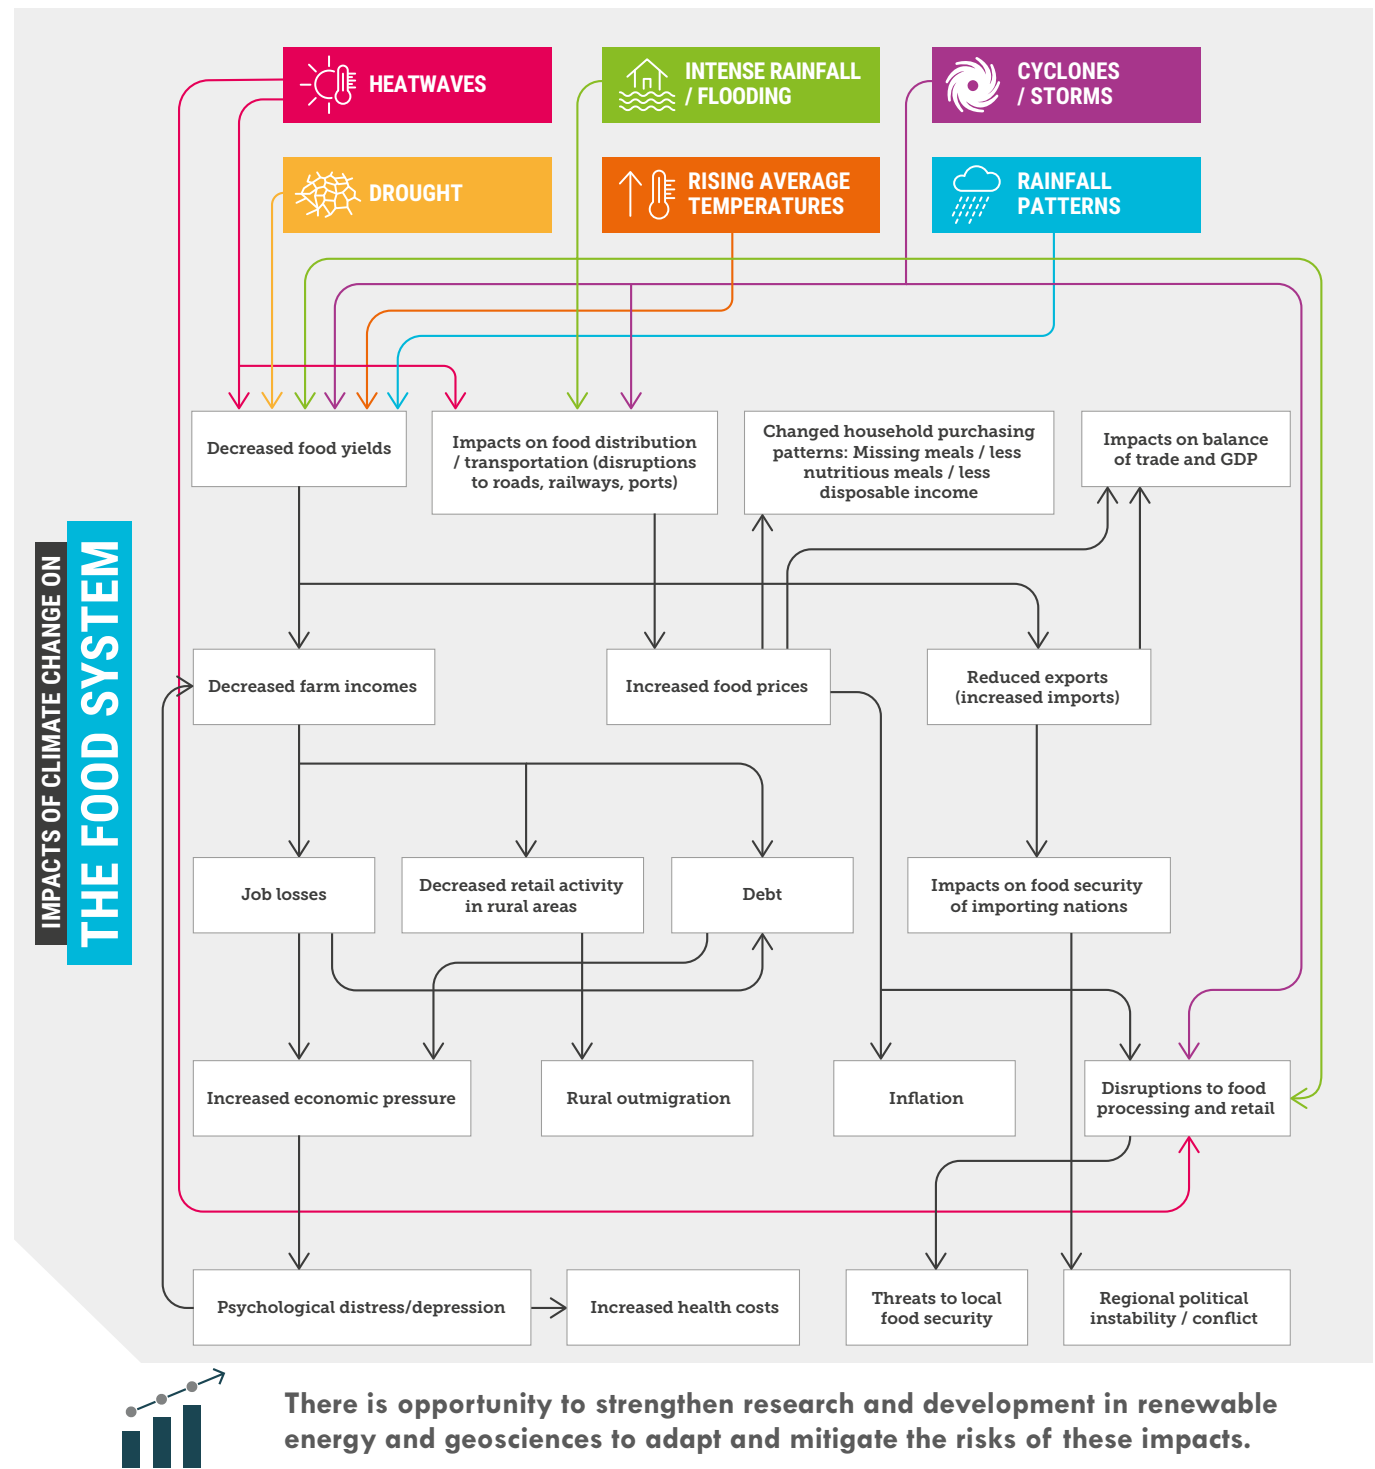 HEATWAVES
INTENSE RAINFALL
/ FLOODING
CYCLONES
/ STORMS
DROUGHT
RISING AVERAGE
TEMPERATURES
RAINFALL
PATTERNS
IMPACTS OF CLIMATE CHANGE ON
THE FOOD SYSTEM
Decreased food yields
Impacts on food distribution
/ transportation (disruptions
to roads, railways, ports)
Changed household purchasing
patterns: Missing meals / less
nutritious meals / less
disposable income
Impacts on balance
of trade and GDP
Decreased farm incomes
Increased food prices
Reduced exports
(increased imports)
Job losses
Decreased retail activity
in rural areas
Debt
Impacts on food security
of importing nations
Increased economic pressure
Rural outmigration
Inflation
Disruptions to food
processing and retail
Psychological distress/depression
Increased health costs
Threats to local
food security
Regional political
instability / conflict
There is opportunity to strengthen research and development in renewable
energy and geosciences to adapt and mitigate the risks of these impacts.